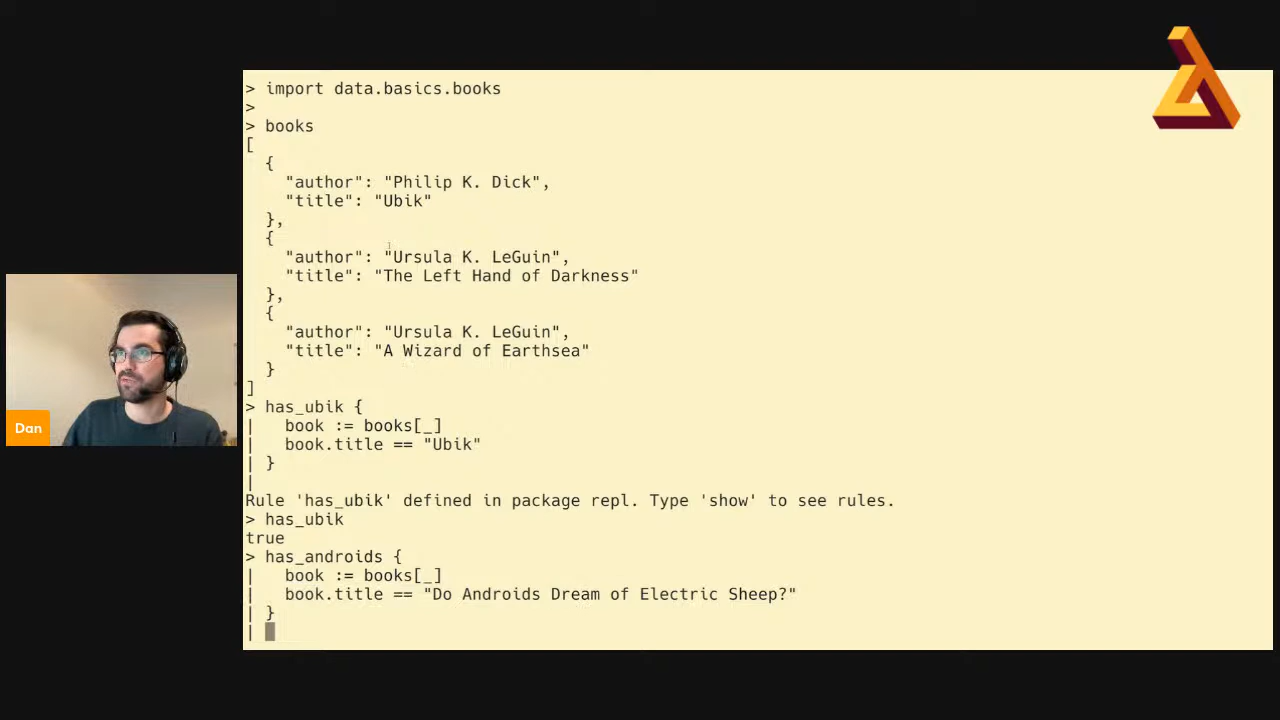 > import data.basics.books
>
> books
[
  {
    "author": "Philip K. Dick",
    "title": "Ubik"
  },
  {
    "author": "Ursula K. LeGuin",
    "title": "The Left Hand of Darkness"
  },
  {
    "author": "Ursula K. LeGuin",
    "title": "A Wizard of Earthsea"
  }
]
> has_ubik {
|   book := books[_]
|   book.title == "Ubik"
| }
|
Rule 'has_ubik' defined in package repl. Type 'show' to see rules.
> has_ubik
true
> has_androids {
|   book := books[_]
|   book.title == "Do Androids Dream of Electric Sheep?"
| }
|
Dan